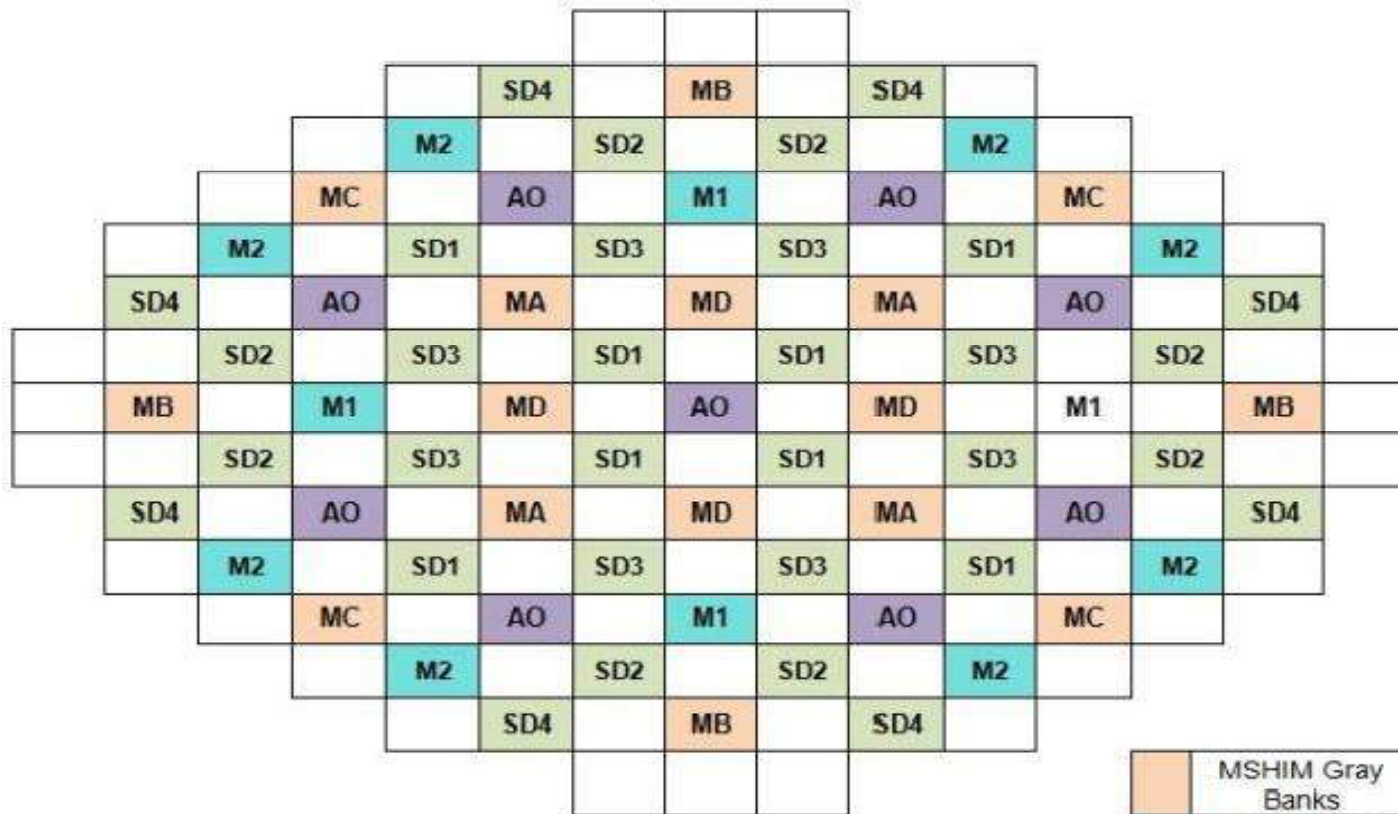 SD4 MB SD4
M2 SD2 SD2 M2
MC AO M1 AO MC
M2 SD1 SD3 SD3 SD1 M2
SD4 AO MA MD MA AO SD4
SD2 SD3 SD1 SD1 SD3 SD2
MB M1 MD AO MD M1 MB
SD2 SD3 SD1 SD1 SD3 SD2
SD4 AO MA MD MA AO SD4
M2 SD1 SD3 SD3 SD1 M2
MC AO M1 AO MC
M2 SD2 SD2 M2
SD4 MB SD4
MSHIM Gray
Banks